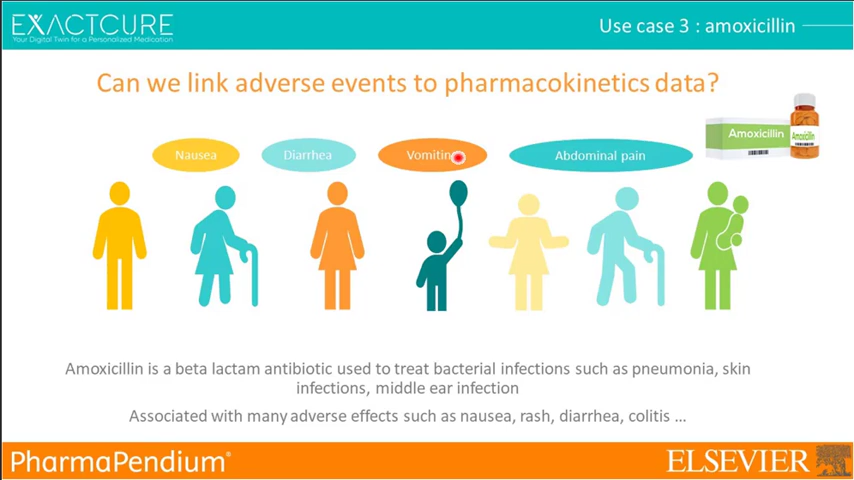 EXACTCURE
Your Digital Twin for a Personalized Medication
Use case 3 : amoxicillin
Can we link adverse events to pharmacokinetics data?
Nausea
Diarrhea
Vomiting
Abdominal pain
Amoxicillin
Amoxicillin
Amoxicillin is a beta lactam antibiotic used to treat bacterial infections such as pneumonia, skin
infections, middle ear infection
Associated with many adverse effects such as nausea, rash, diarrhea, colitis ...
PharmaPendium®
ELSEVIER